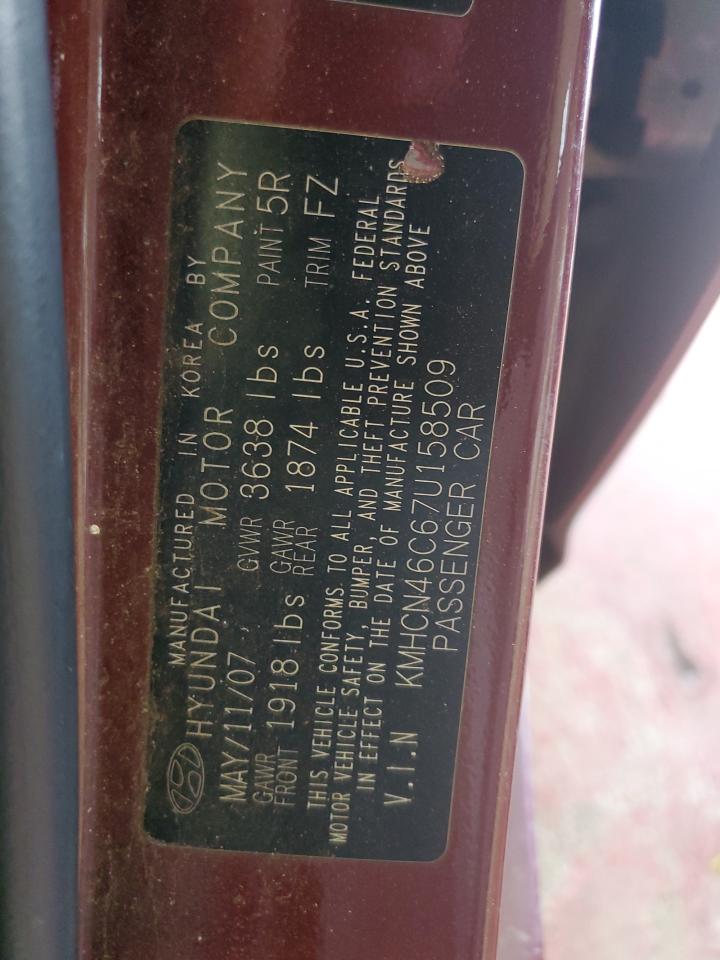 MANUFACTURED IN KOREA BY
HYUNDAI MOTOR COMPANY
MAY/11/07 GVWR 3638 lbs PAINT 5R
GAWR FRONT 1918 lbs GAWR REAR 1874 lbs TRIM FZ
THIS VEHICLE CONFORMS TO ALL APPLICABLE U.S.A. FEDERAL
MOTOR VEHICLE SAFETY, BUMPER, AND THEFT PREVENTION STANDARDS
IN EFFECT ON THE DATE OF MANUFACTURE SHOWN ABOVE
V.I.N KMHCN46C67U158509
PASSENGER CAR